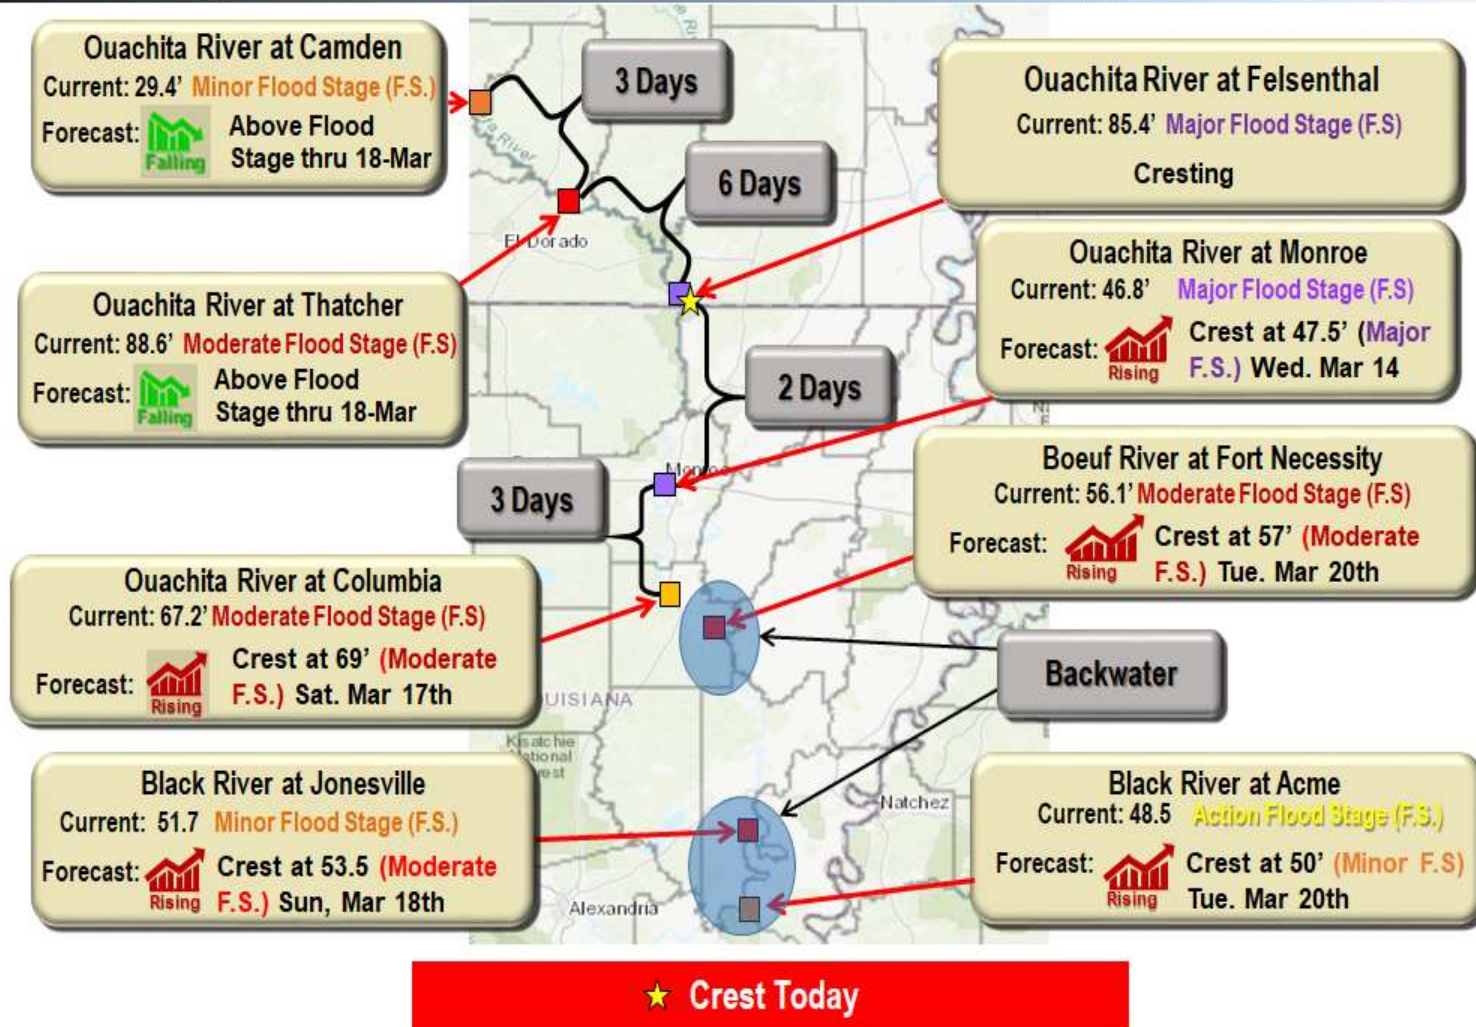 Ouachita River at Camden
Current: 29.4’ Minor Flood Stage (F.S.)
Forecast:
Falling
Above Flood
Stage thru 18-Mar
3 Days
Ouachita River at Felsenthal
Current: 85.4’ Major Flood Stage (F.S)
Cresting
6 Days
El Dorado
Ouachita River at Thatcher
Current: 88.6’ Moderate Flood Stage (F.S)
Forecast:
Falling
Above Flood
Stage thru 18-Mar
Ouachita River at Monroe
Current: 46.8’ Major Flood Stage (F.S)
Forecast:
Rising
Crest at 47.5’ (Major
F.S.) Wed. Mar 14
2 Days
3 Days
Boeuf River at Fort Necessity
Current: 56.1’ Moderate Flood Stage (F.S)
Forecast:
Rising
Crest at 57’ (Moderate
F.S.) Tue. Mar 20th
Ouachita River at Columbia
Current: 67.2’ Moderate Flood Stage (F.S)
Forecast:
Rising
Crest at 69’ (Moderate
F.S.) Sat. Mar 17th
Backwater
UISIANA
Kisatchie
Black River at Jonesville
Current: 51.7 Minor Flood Stage (F.S.)
Forecast:
Rising
Crest at 53.5 (Moderate
F.S.) Sun, Mar 18th
Natchez
Alexandria
Black River at Acme
Current: 48.5 Action Flood Stage (F.S.)
Forecast:
Rising
Crest at 50’ (Minor F.S)
Tue. Mar 20th
Crest Today